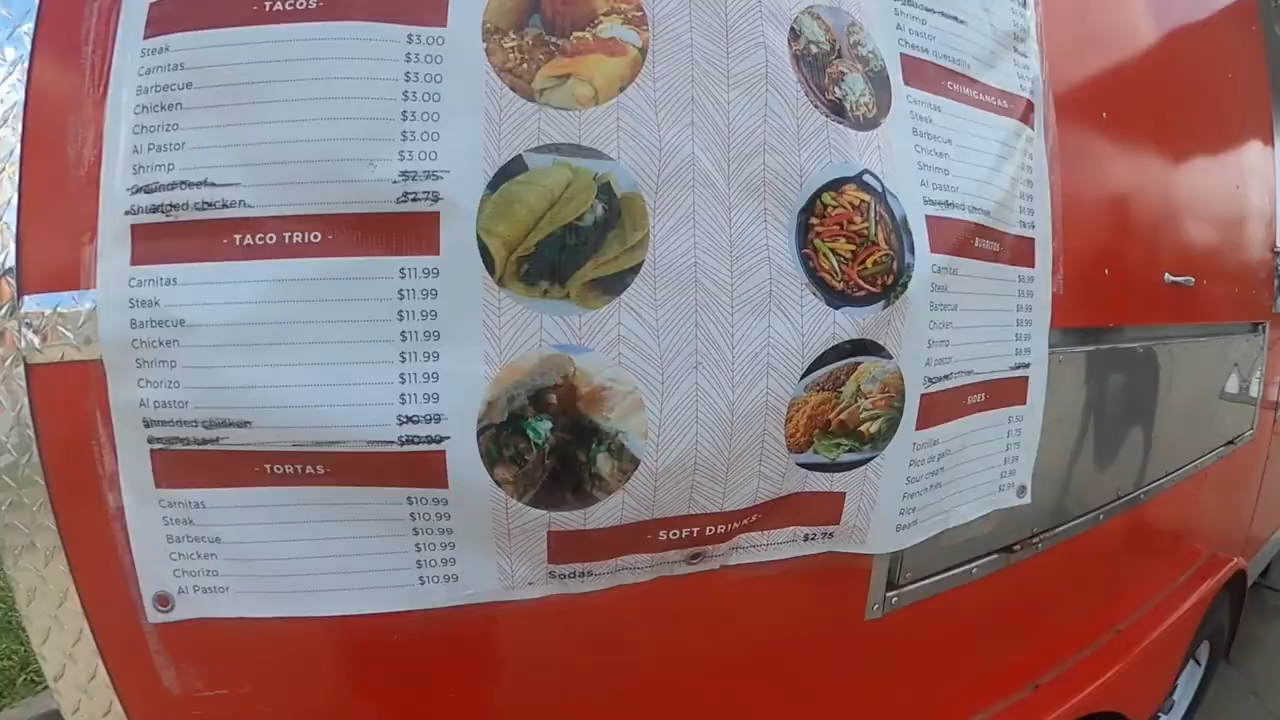 - TACOS-
Steak $3.00
Carnitas $3.00
Barbecue $3.00
Chicken $3.00
Chorizo $3.00
Al Pastor $3.00
Shrimp $3.00
Ground beef $2.75
Shredded chicken $2.75
- TACO TRIO -
Carnitas $11.99
Steak $11.99
Barbecue $11.99
Chicken $11.99
Shrimp $11.99
Chorizo $11.99
Al pastor $11.99
Shredded chicken $10.99
Ground beef $10.99
- TORTAS-
Carnitas $10.99
Steak $10.99
Barbecue $10.99
Chicken $10.99
Chorizo $10.99
Al Pastor $10.99
- SOFT DRINKS-
Sodas $2.75
Shrimp
Al pastor
Chesse quesadilla
- CHIMIGANGAS -
Carnitas
Steak
Barbecue
Chicken
Shrimp
Al pastor
Shredded chicken
- BURRITOS -
Carnitas $8.99
Steak $8.99
Barbecue $8.99
Chicken $8.99
Shrimp $8.99
Al pastor $8.99
Shredded chicken
- SIDES -
Tortillas $1.50
Pico de gallo $1.75
Sour cream $1.75
French fries $1.99
Rice $2.99
Beans $2.99